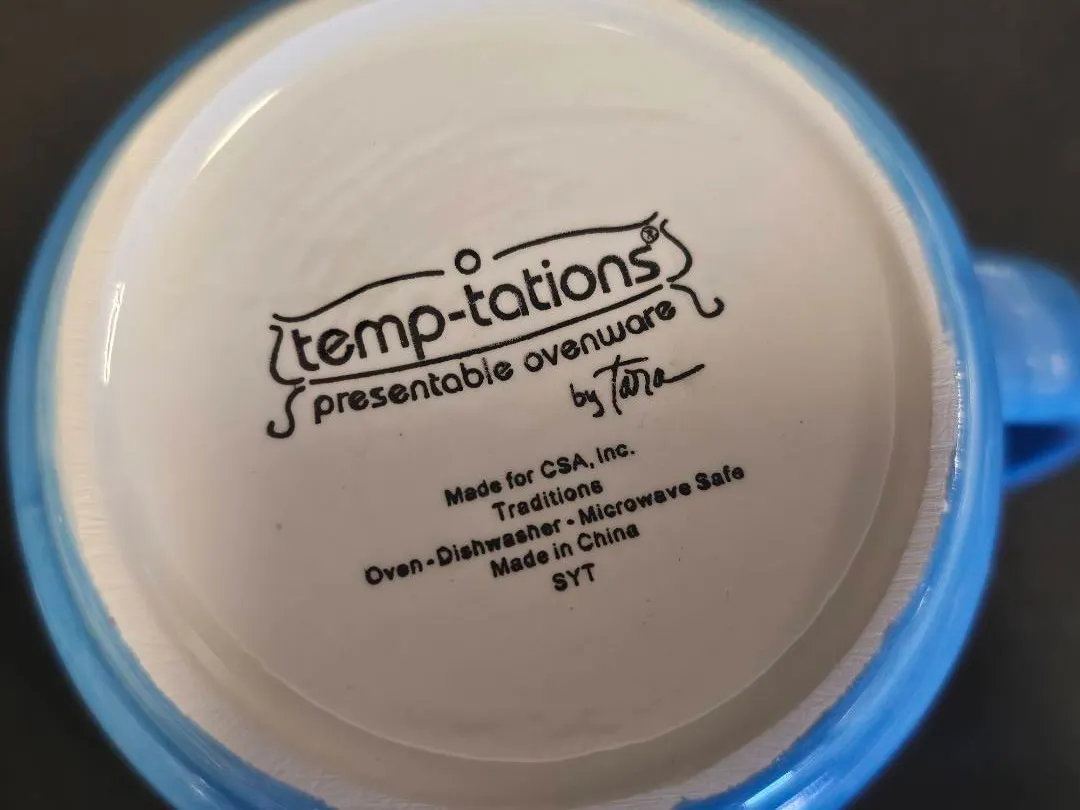 temp-tations®
presentable ovenware
by Tara
Made for CSA, Inc.
Traditions
Oven • Dishwasher • Microwave Safe
Made in China
SYT